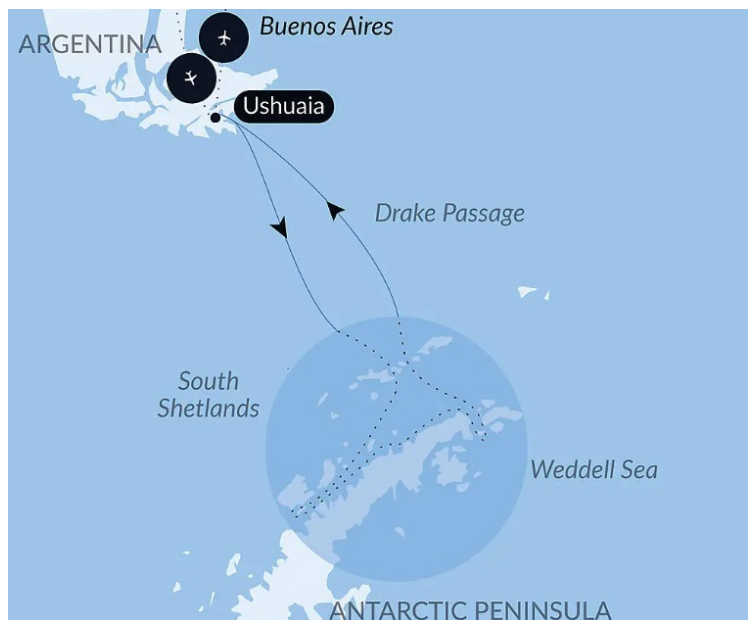 Buenos Aires
ARGENTINA
Ushuaia
Drake Passage
South
Shetlands
Weddell Sea
ANTARCTIC PENINSULA